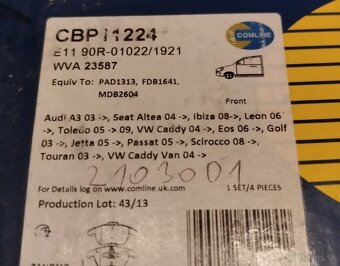 CBP11224
COMLINE
E11 90R-01022/1921
WVA 23587
Equiv To: PAD1313, FDB1641,
MDB2604
Front
Audi A3 03 ->, Seat Altea 04 ->, Ibiza 08->, Leon 06
->, Toledo 05 -> 09, VW Caddy 04 ->, Eos 06 ->, Golf
03 ->, Jetta 05 ->, Passat 05 ->, Scirocco 08->,
Touran 03 ->, VW Caddy Van 04 ->
2103001
For Details log on www.comline.uk.com
1 SET/4 PIECES
Production Lot: 43/13